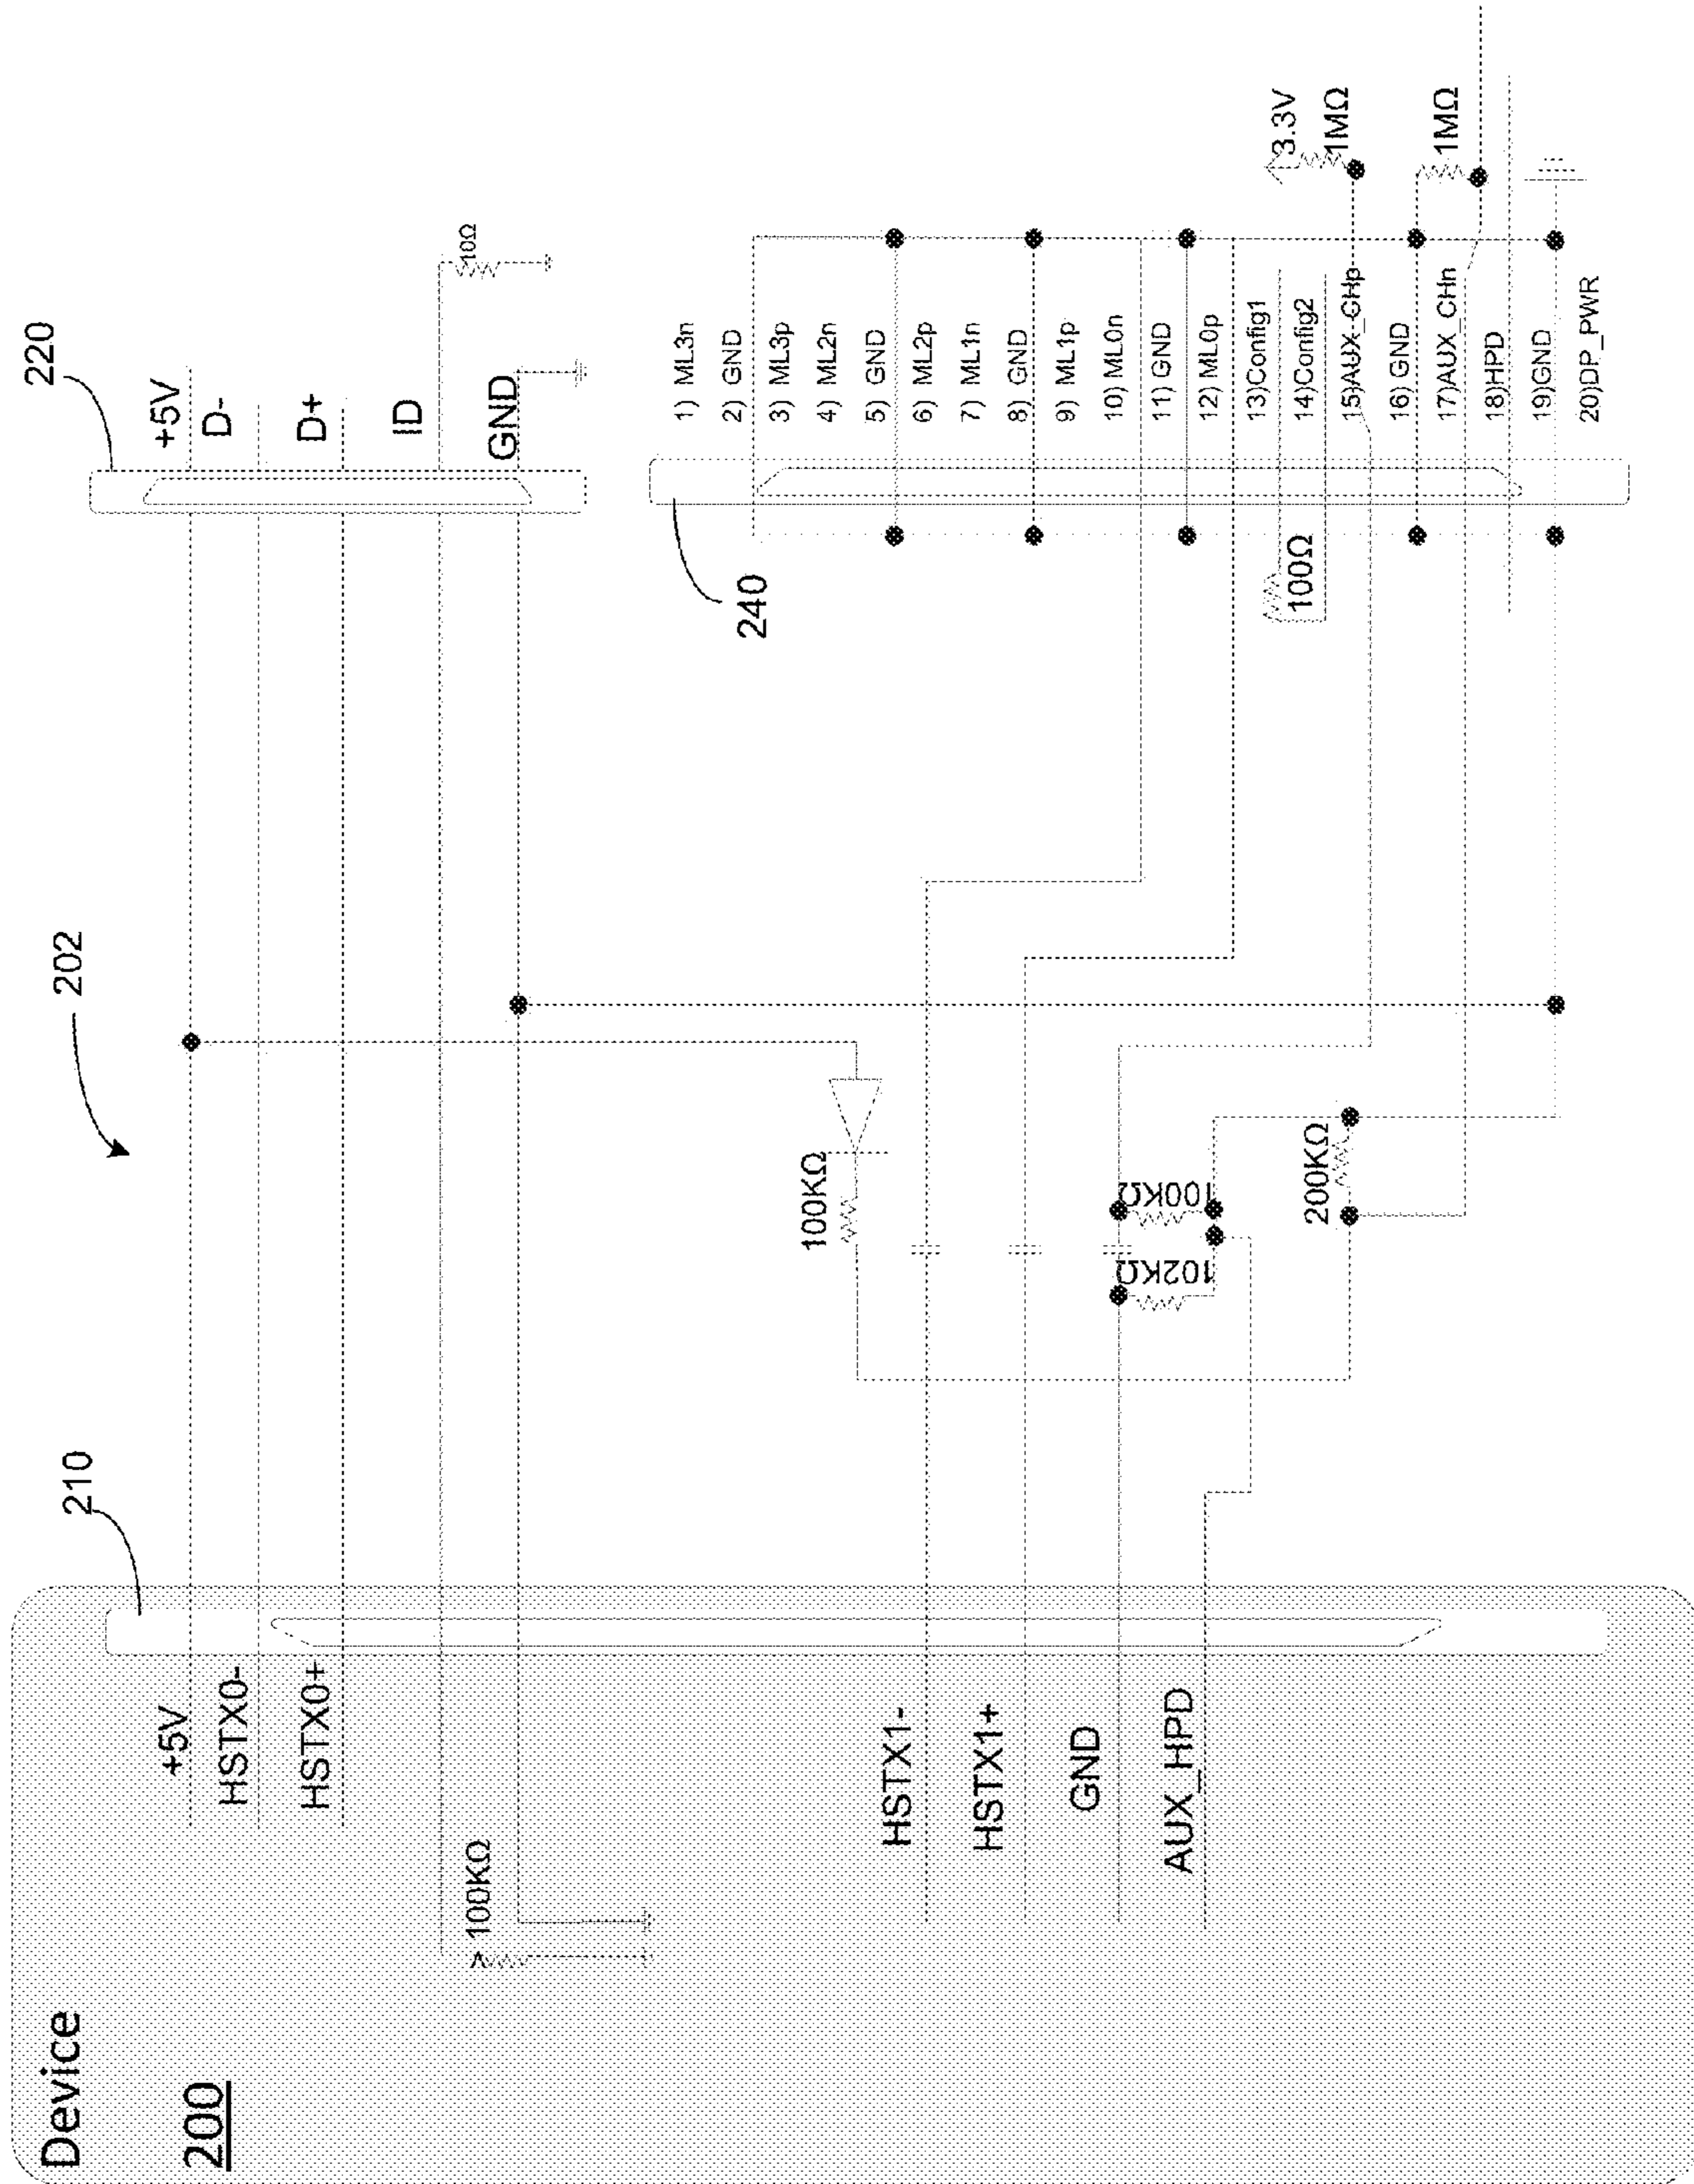 Device
200
210
202
220
+5V
HSTX0-
HSTX0+
100KΩ
HSTX1-
HSTX1+
GND
AUX_HPD
100KΩ
100KΩ
102KΩ
200KΩ
+5V
D-
D+
ID
GND
10Ω
240
100Ω
1) ML3n
2) GND
3) ML3p
4) ML2n
5) GND
6) ML2p
7) ML1n
8) GND
9) ML1p
10) ML0n
11) GND
12) ML0p
13)Config1
14)Config2
15)AUX_CHp
16) GND
17)AUX_CHn
18)HPD
19)GND
20)DP_PWR
3.3V
1MΩ
1MΩ